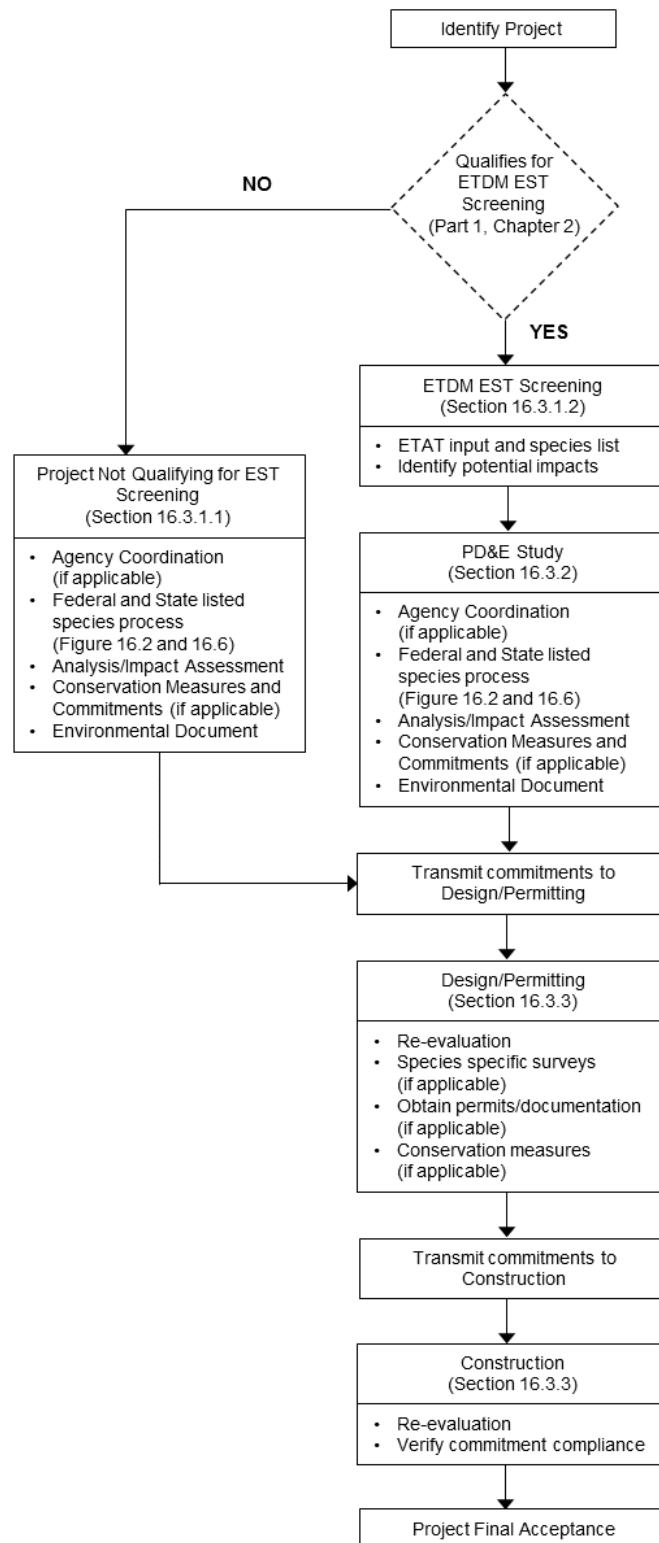 Identify Project
Qualifies for
ETDM EST
Screening
(Part 1, Chapter 2)
NO
YES
ETDM EST Screening
(Section 16.3.1.2)
• ETAT input and species list
• Identify potential impacts
Project Not Qualifying for EST
Screening
(Section 16.3.1.1)
• Agency Coordination
(if applicable)
• Federal and State listed
species process
(Figure 16.2 and 16.6)
• Analysis/Impact Assessment
• Conservation Measures and
Commitments (if applicable)
• Environmental Document
PD&E Study
(Section 16.3.2)
• Agency Coordination
(if applicable)
• Federal and State listed
species process
(Figure 16.2 and 16.6)
• Analysis/Impact Assessment
• Conservation Measures and
Commitments (if applicable)
• Environmental Document
Transmit commitments to
Design/Permitting
Design/Permitting
(Section 16.3.3)
• Re-evaluation
• Species specific surveys
(if applicable)
• Obtain permits/documentation
(if applicable)
• Conservation measures
(if applicable)
Transmit commitments to
Construction
Construction
(Section 16.3.3)
• Re-evaluation
• Verify commitment compliance
Project Final Acceptance